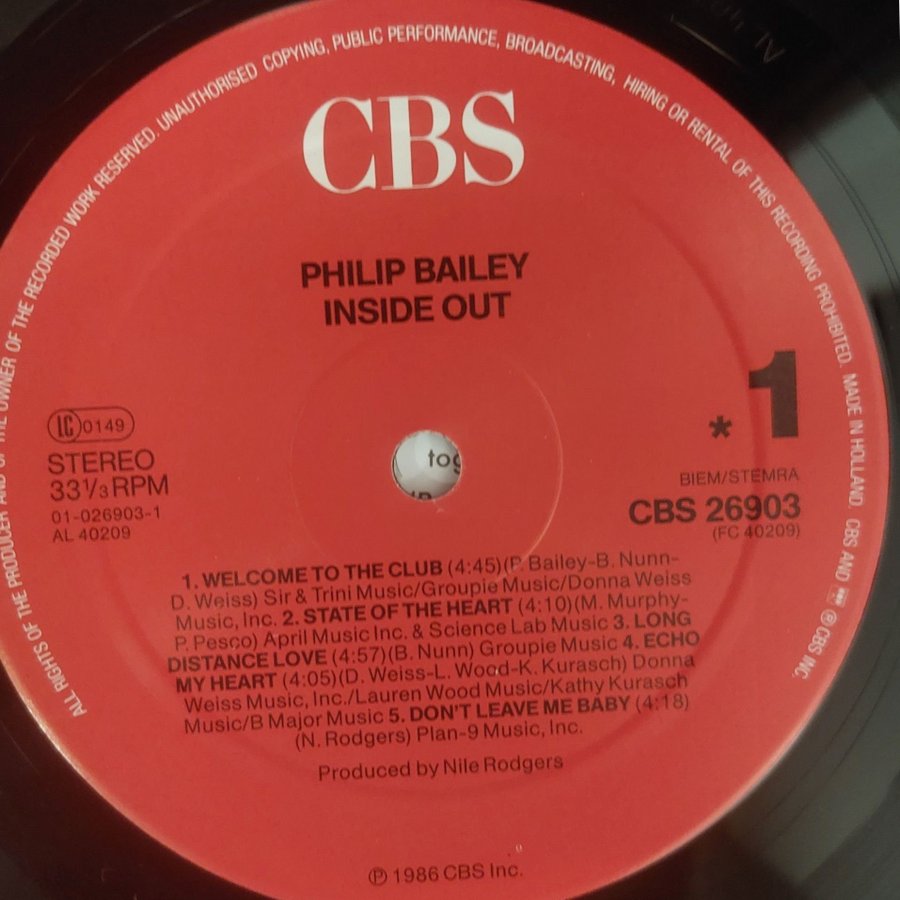 ALL RIGHTS OF THE PRODUCER AND OF THE OWNER OF THE RECORDED WORK RESERVED. UNAUTHORISED COPYING, PUBLIC PERFORMANCE, BROADCASTING, HIRING OR RENTAL OF THIS RECORDING PROHIBITED. MADE IN HOLLAND. CBS AND ℗ CBS INC.
CBS
PHILIP BAILEY
INSIDE OUT
1
*
LC 0149
STEREO
33⅓ RPM
01-026903-1
AL 40209
BIEM/STEMRA
CBS 26903
(FC 40209)
tog
1. WELCOME TO THE CLUB (4:45)(P. Bailey-B. Nunn-
D. Weiss) Sir & Trini Music/Groupie Music/Donna Weiss
Music, Inc. 2. STATE OF THE HEART (4:10)(M. Murphy-
P. Pesco) April Music Inc. & Science Lab Music 3. LONG
DISTANCE LOVE (4:57)(B. Nunn) Groupie Music 4. ECHO
MY HEART (4:05)(D. Weiss-L. Wood-K. Kurasch) Donna
Weiss Music, Inc./Lauren Wood Music/Kathy Kurasch
Music/B Major Music 5. DON'T LEAVE ME BABY (4:18)
(N. Rodgers) Plan-9 Music, Inc.
Produced by Nile Rodgers
℗ 1986 CBS Inc.